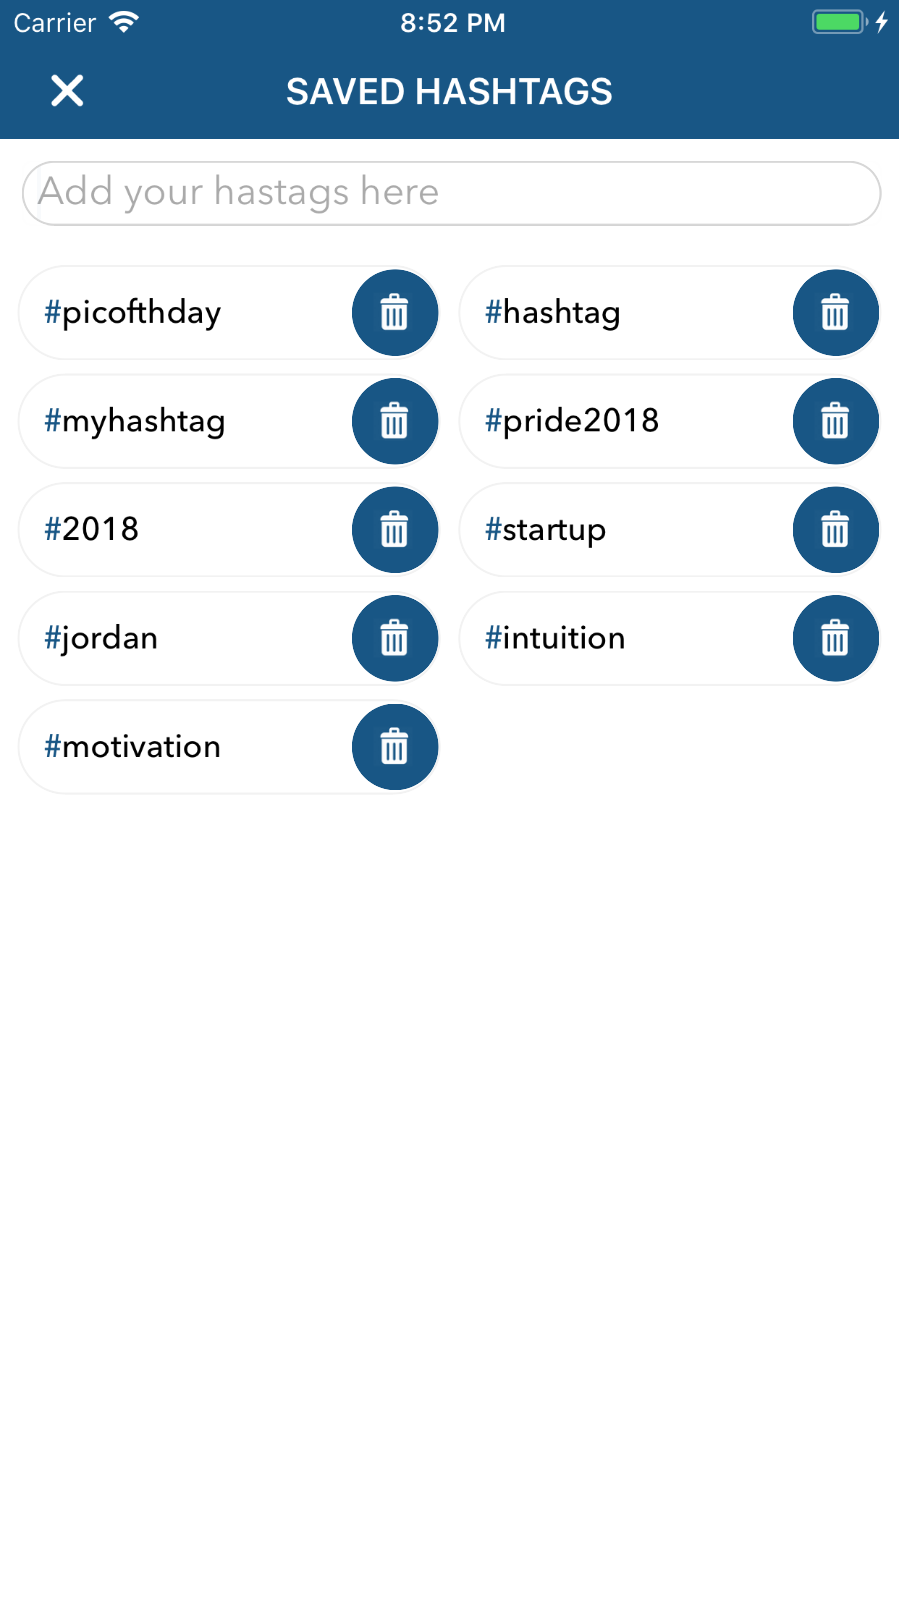 Carrier 8:52 PM
SAVED HASHTAGS
Add your hastags here
#picofthday #hashtag
#myhashtag #pride2018
#2018 #startup
#jordan #intuition
#motivation